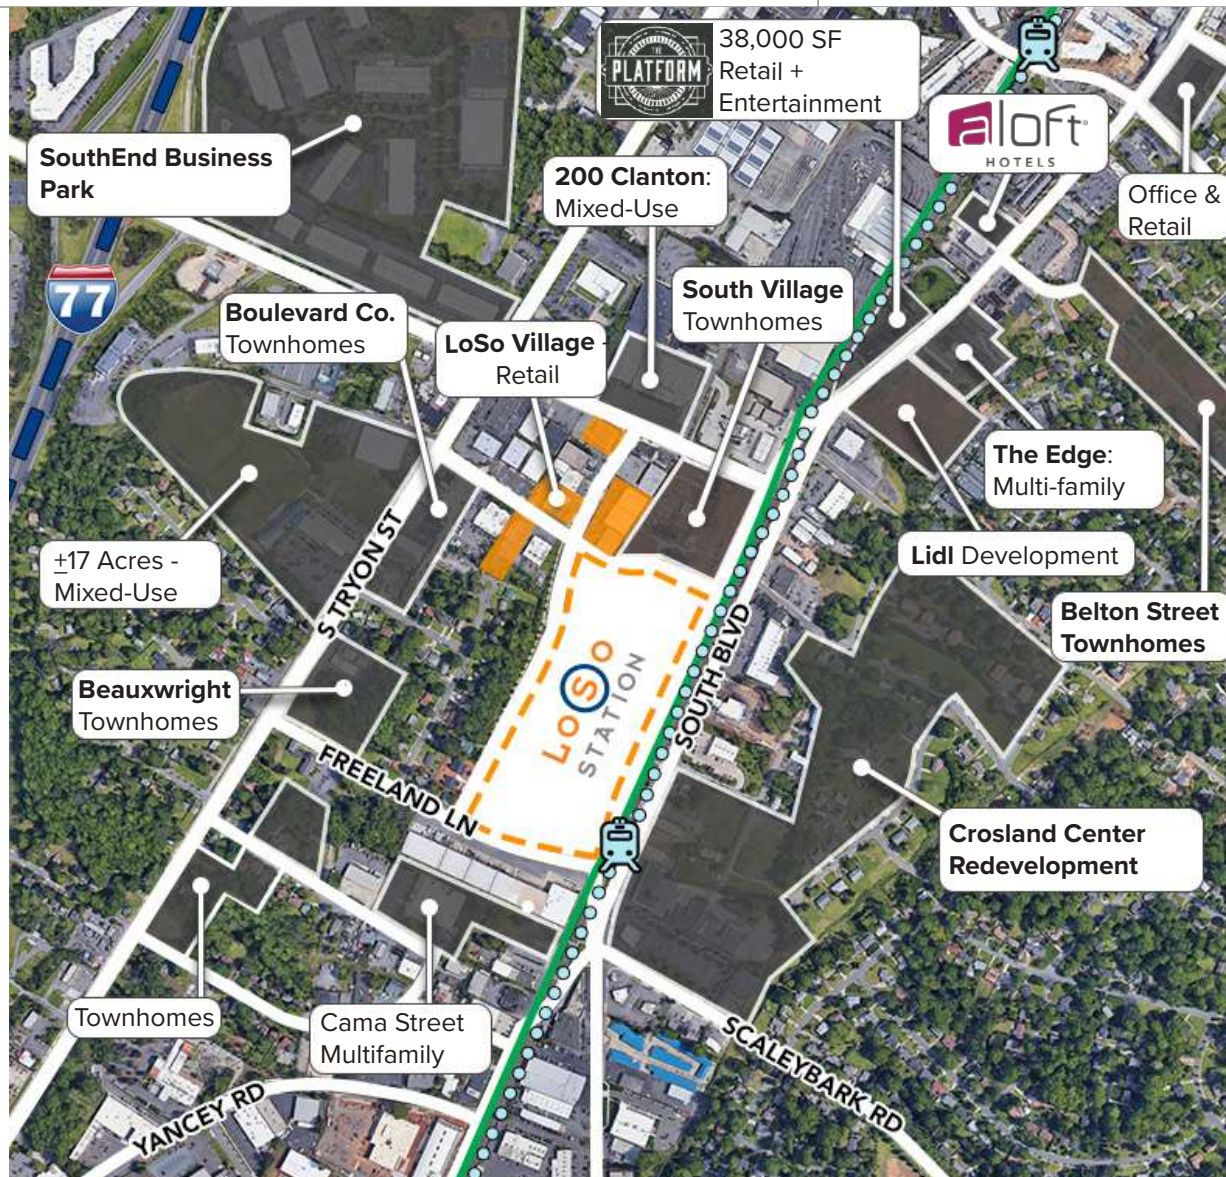 THE
PLATFORM
38,000 SF
Retail +
Entertainment
aloft
HOTELS
Office &
Retail
SouthEnd Business
Park
200 Clanton:
Mixed-Use
77
Boulevard Co.
Townhomes
LoSo Village -
Retail
South Village
Townhomes
The Edge:
Multi-family
Lidl Development
Belton Street
Townhomes
±17 Acres -
Mixed-Use
S TRYON ST
Beauxwright
Townhomes
LoSo
STATION
SOUTH BLVD
FREELAND LN
Crosland Center
Redevelopment
Townhomes
Cama Street
Multifamily
SCALEYBARK RD
YANCEY RD